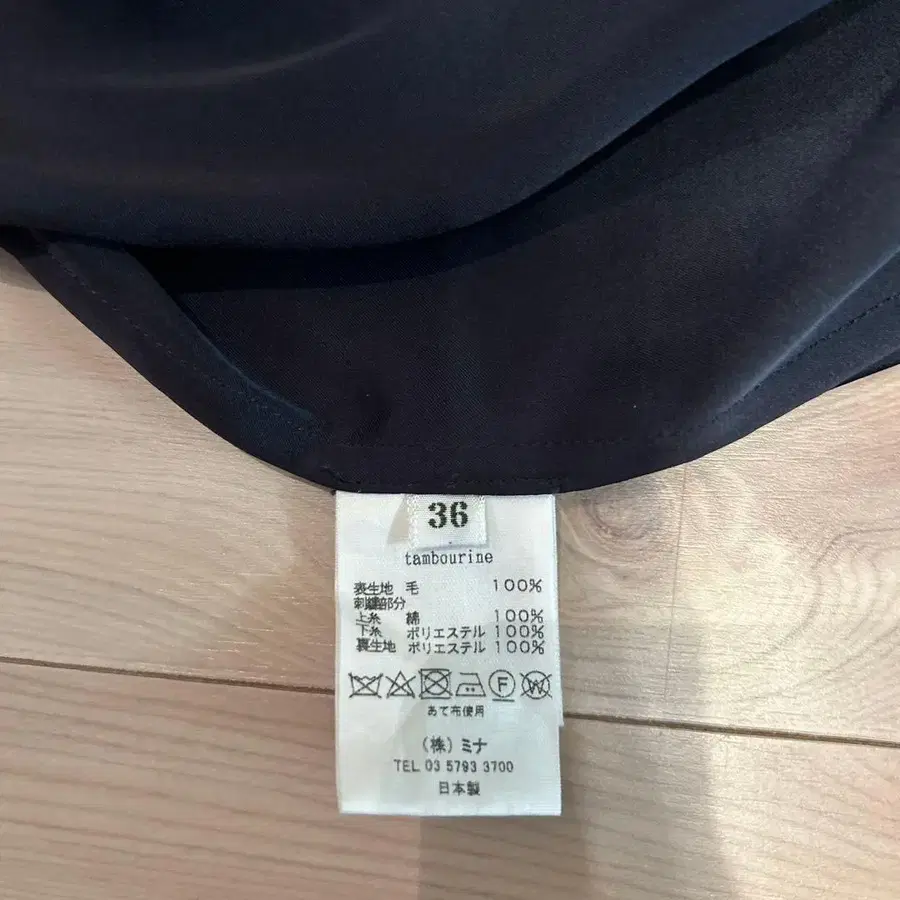 36
tambourine
表生地 毛 100%
刺繍部分
上糸 綿 100%
下糸 ポリエステル 100%
裏生地 ポリエステル 100%
F W
あて布使用
(株)ミナ
TEL 03 5793 3700
日本製